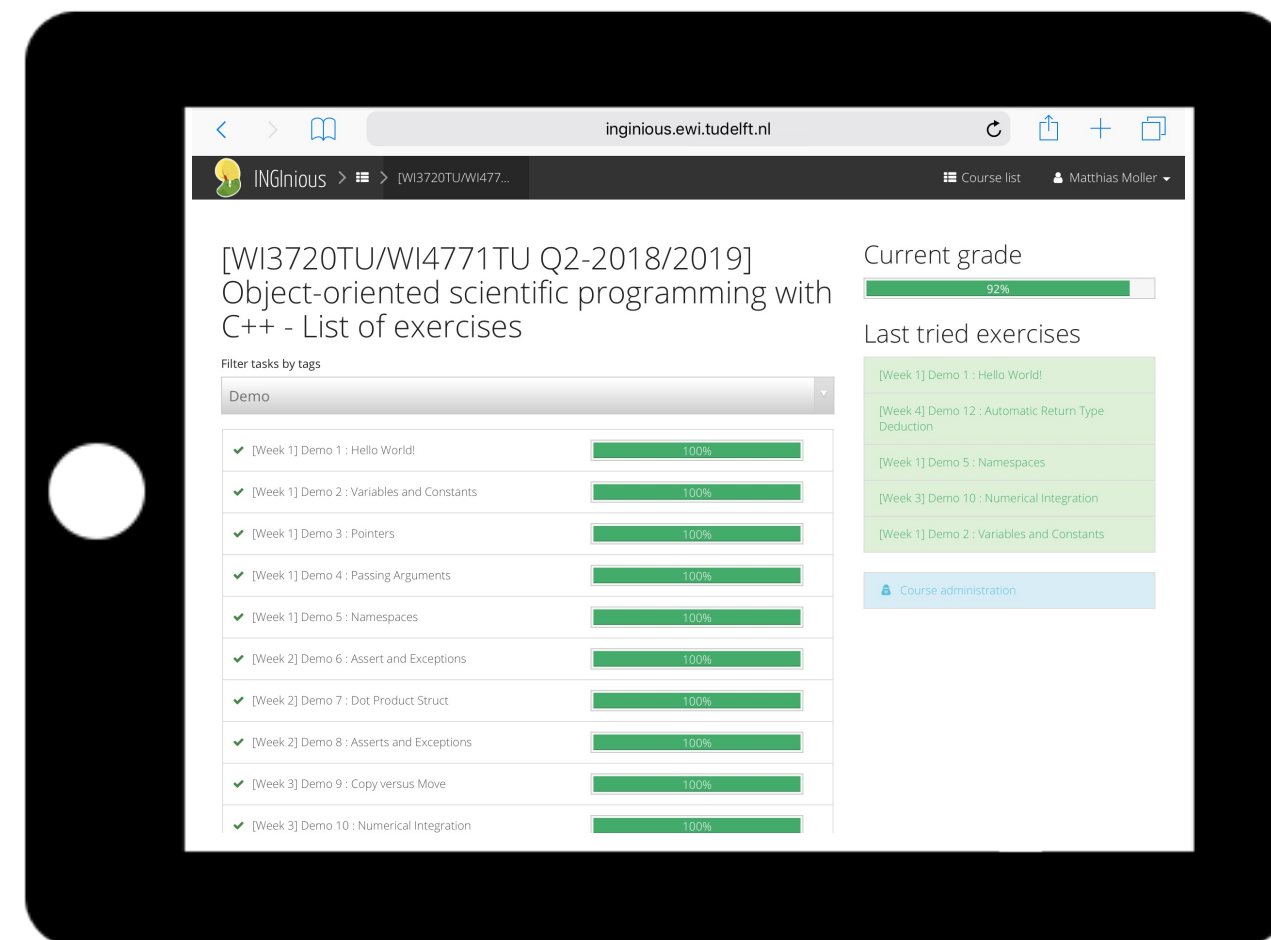 inginious.ewi.tudelft.nl
INGInious > > [WI3720TU/WI477...
Course list
Matthias Moller
[WI3720TU/WI4771TU Q2-2018/2019]
Object-oriented scientific programming with
C++ - List of exercises
Filter tasks by tags
Demo
[Week 1] Demo 1 : Hello World! 100%
[Week 1] Demo 2 : Variables and Constants 100%
[Week 1] Demo 3 : Pointers 100%
[Week 1] Demo 4 : Passing Arguments 100%
[Week 1] Demo 5 : Namespaces 100%
[Week 2] Demo 6 : Assert and Exceptions 100%
[Week 2] Demo 7 : Dot Product Struct 100%
[Week 2] Demo 8 : Asserts and Exceptions 100%
[Week 3] Demo 9 : Copy versus Move 100%
[Week 3] Demo 10 : Numerical Integration 100%
Current grade
92%
Last tried exercises
[Week 1] Demo 1 : Hello World!
[Week 4] Demo 12 : Automatic Return Type
Deduction
[Week 1] Demo 5 : Namespaces
[Week 3] Demo 10 : Numerical Integration
[Week 1] Demo 2 : Variables and Constants
Course administration